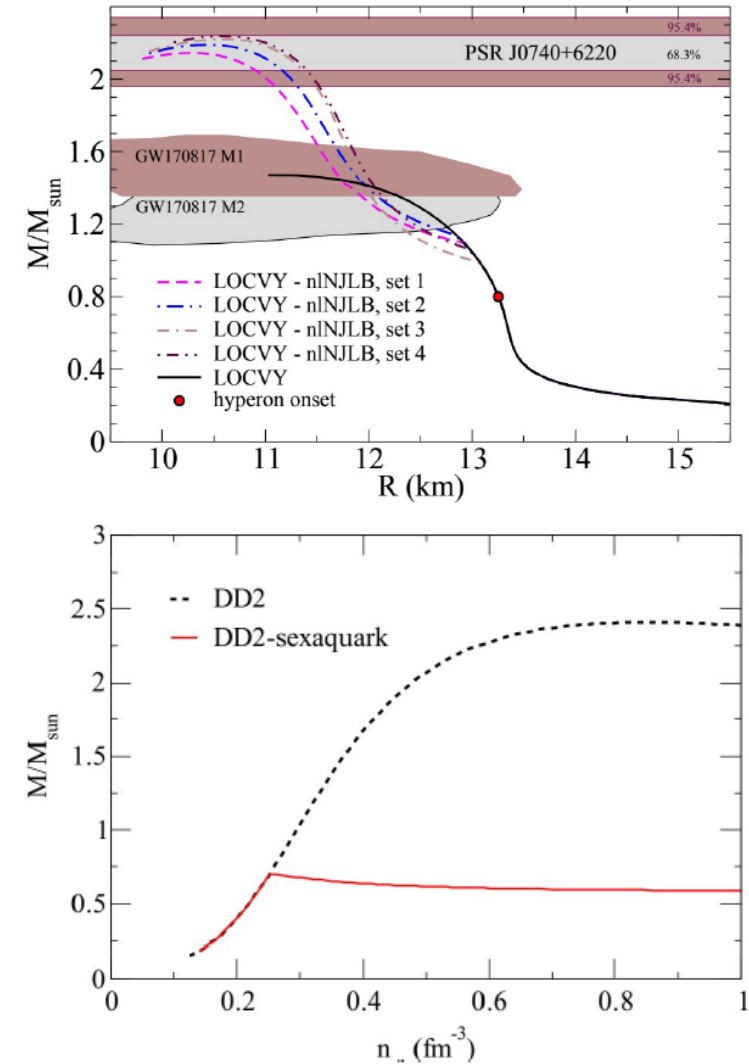 95.4%
PSR J0740+6220 68.3%
95.4%
2
1.6
1.2
0.8
0.4
0
M/Msun
GW170817 M1
GW170817 M2
LOCVY - nlNJLB, set 1
LOCVY - nlNJLB, set 2
LOCVY - nlNJLB, set 3
LOCVY - nlNJLB, set 4
LOCVY
hyperon onset
10 11 12 13 14 15
R (km)
3
2.5
2
1.5
1
0.5
0
M/Msun
DD2
DD2-sexaquark
0 0.2 0.4 0.6 0.8 1
n (fm-3)